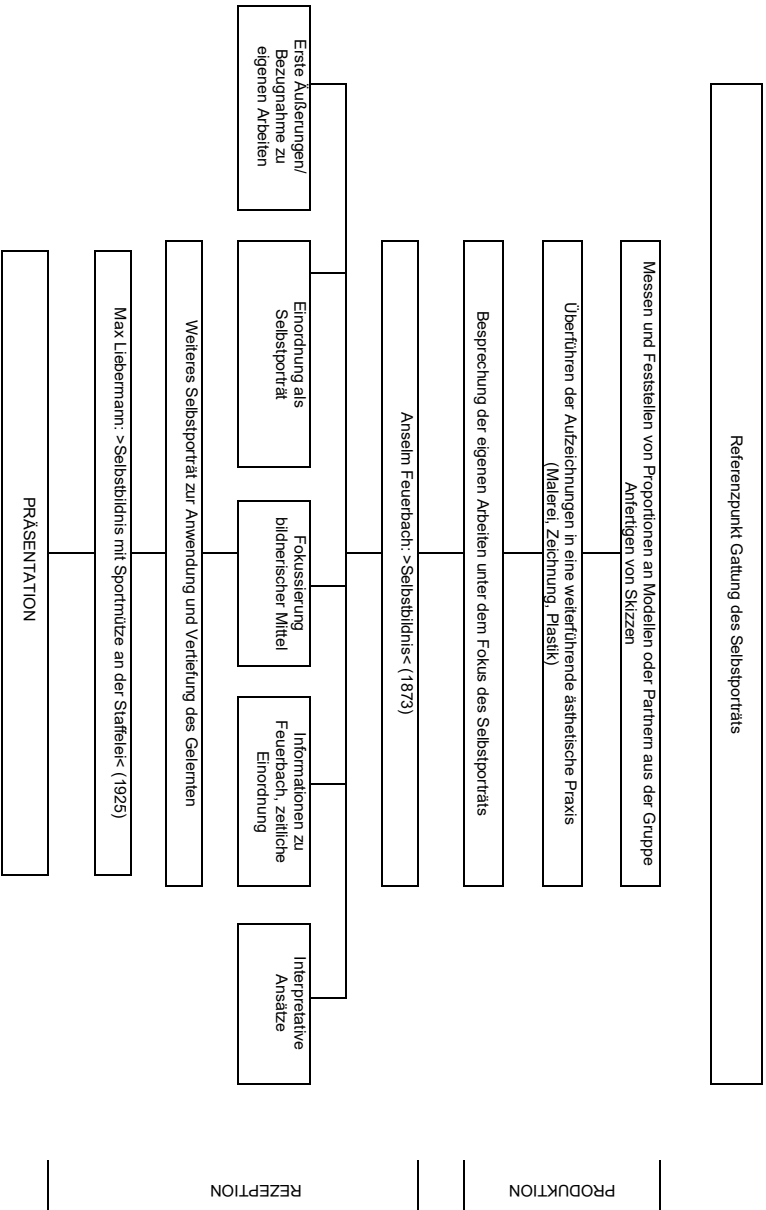 Referenzpunkt Gattung des Selbstporträts
Messen und Feststellen von Proportionen an Modellen oder Partnern aus der Gruppe
Anfertigen von Skizzen
Überführen der Aufzeichnungen in eine weiterführende ästhetische Praxis
(Malerei, Zeichnung, Plastik)
Besprechung der eigenen Arbeiten unter dem Fokus des Selbstporträts
PRODUKTION
Anselm Feuerbach: >Selbstbildnis< (1873)
Erste Äußerungen/
Bezugnahme zu
eigenen Arbeiten
Einordnung als
Selbstporträt
Fokussierung
bildnerischer Mittel
Informationen zu
Feuerbach, zeitliche
Einordnung
Interpretative
Ansätze
Weiteres Selbstporträt zur Anwendung und Vertiefung des Gelernten
Max Liebermann: >Selbstbildnis mit Sportmütze an der Staffelei< (1925)
REZEPTION
PRÄSENTATION